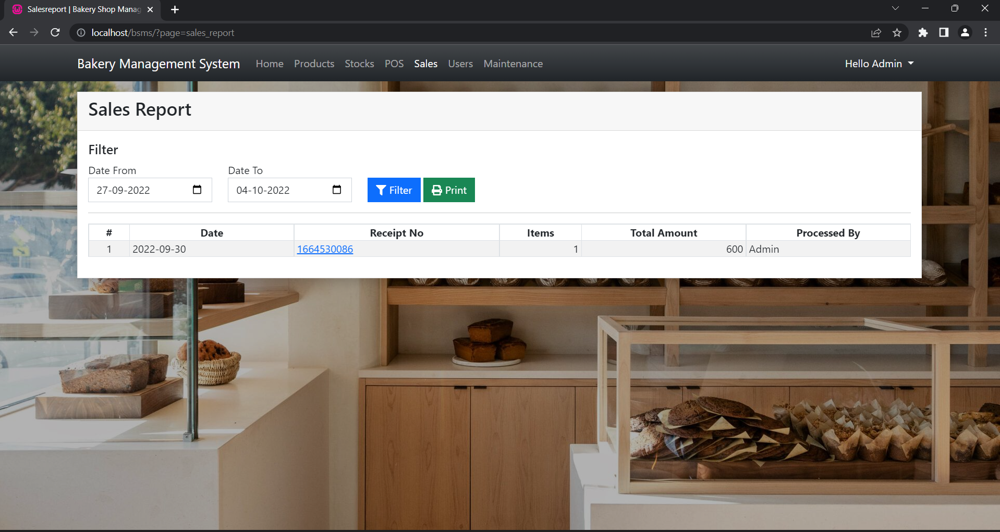 Salesreport | Bakery Shop Manag
localhost/bsms/?page=sales_report
Bakery Management System Home Products Stocks POS Sales Users Maintenance Hello Admin
Sales Report
Filter
Date From Date To
27-09-2022 04-10-2022 Filter Print
# Date Receipt No Items Total Amount Processed By
1 2022-09-30 1664530086 1 600 Admin